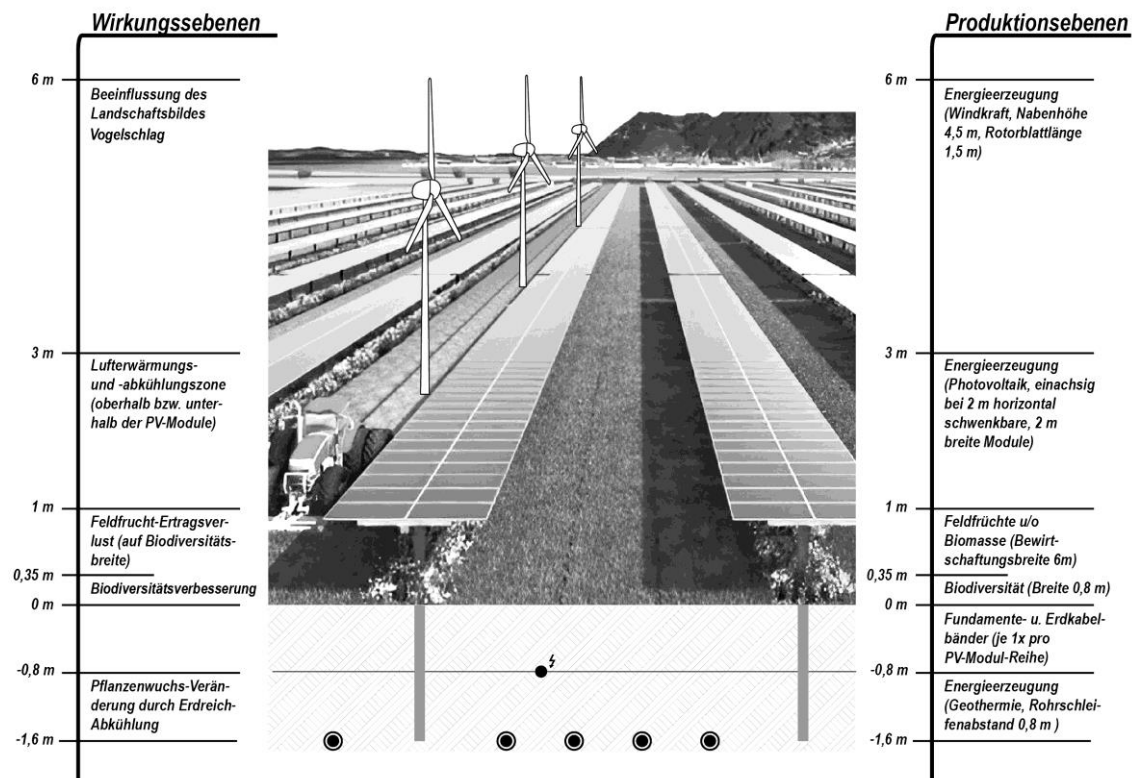 Wirkungssebenen
6 m
Beeinflussung des
Landschaftsbildes
Vogelschlag
3 m
Lufterwärmungs-
und -abkühlungszone
(oberhalb bzw. unter-
halb der PV-Module)
1 m
Feldfrucht-Ertragsver-
lust (auf Biodiversitäts-
breite)
0,35 m
Biodiversitätsverbesserung
0 m
-0,8 m
Pflanzenwuchs-Verän-
derung durch Erdreich-
Abkühlung
-1,6 m
Produktionsebenen
6 m
Energieerzeugung
(Windkraft, Nabenhöhe
4,5 m, Rotorblattlänge
1,5 m)
3 m
Energieerzeugung
(Photovoltaik, einachsig
bei 2 m horizontal
schwenkbare, 2 m
breite Module)
1 m
Feldfrüchte u/o
Biomasse (Bewirt-
schaftungsbreite 6m)
0,35 m
Biodiversität (Breite 0,8 m)
0 m
Fundamente- u. Erdkabel-
bänder (je 1x pro
PV-Modul-Reihe)
-0,8 m
Energieerzeugung
(Geothermie, Rohrschlei-
fenabstand 0,8 m )
-1,6 m